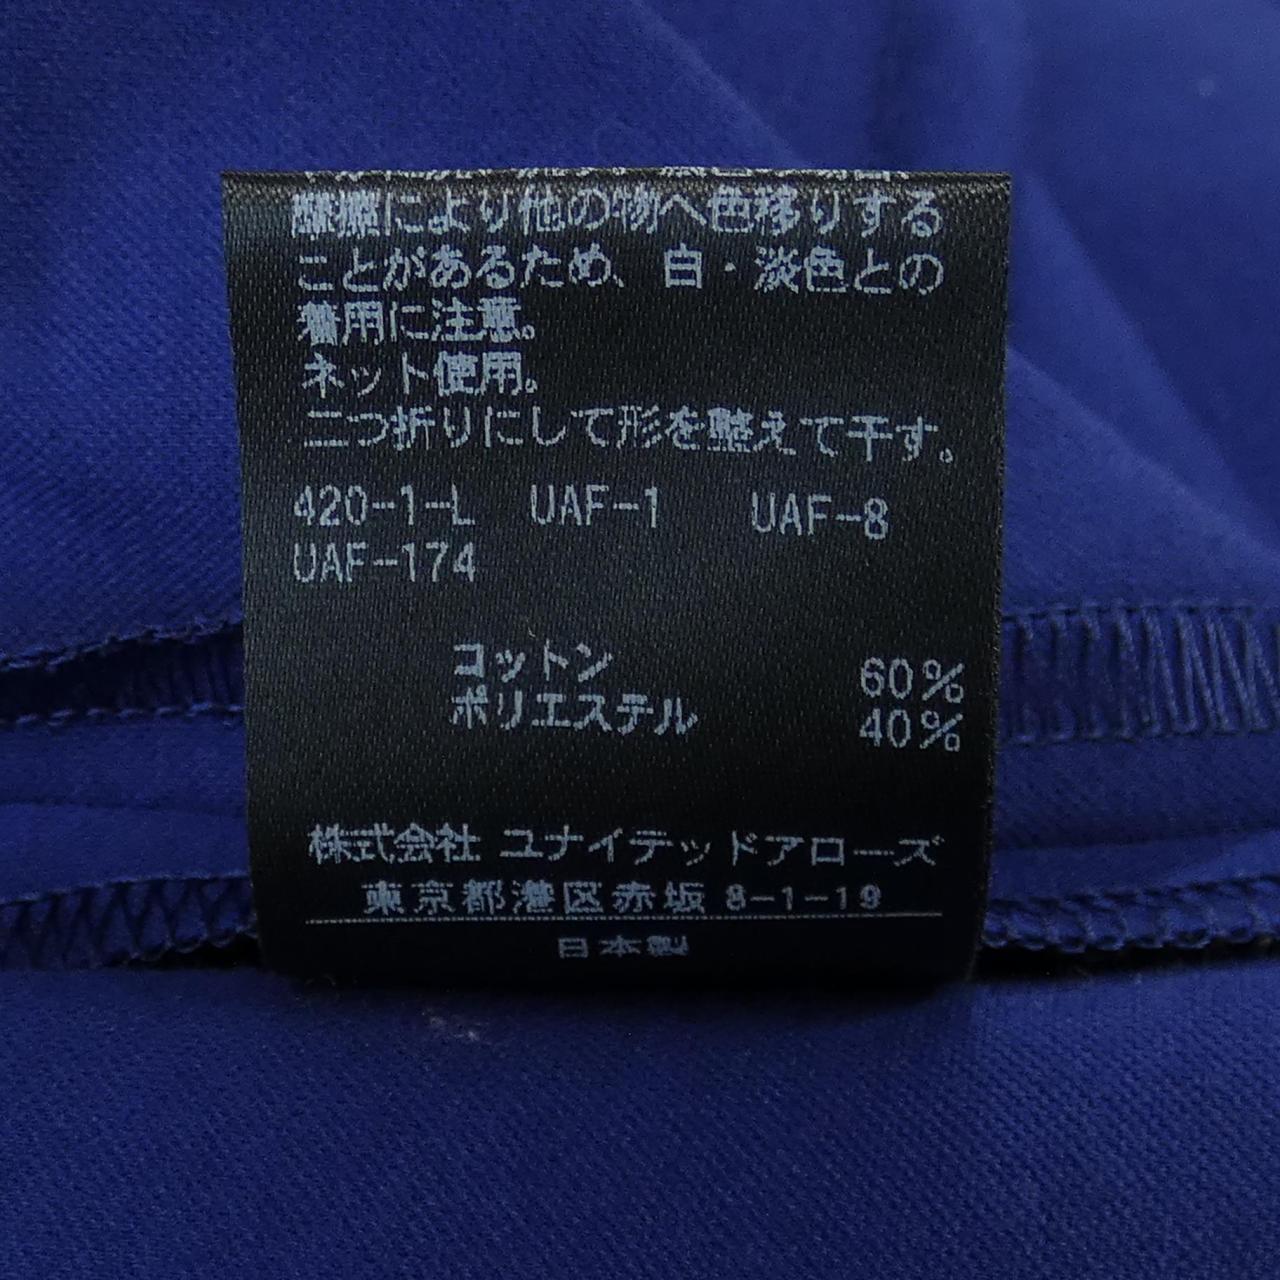 摩擦により他の物へ色移りする
ことがあるため、白・淡色との
着用に注意。
ネット使用。
二つ折りにして形を整えて干す。
420-1-L UAF-1 UAF-8
UAF-174
コットン 60%
ポリエステル 40%
株式会社 ユナイテッドアローズ
東京都港区赤坂 8-1-19
日本製